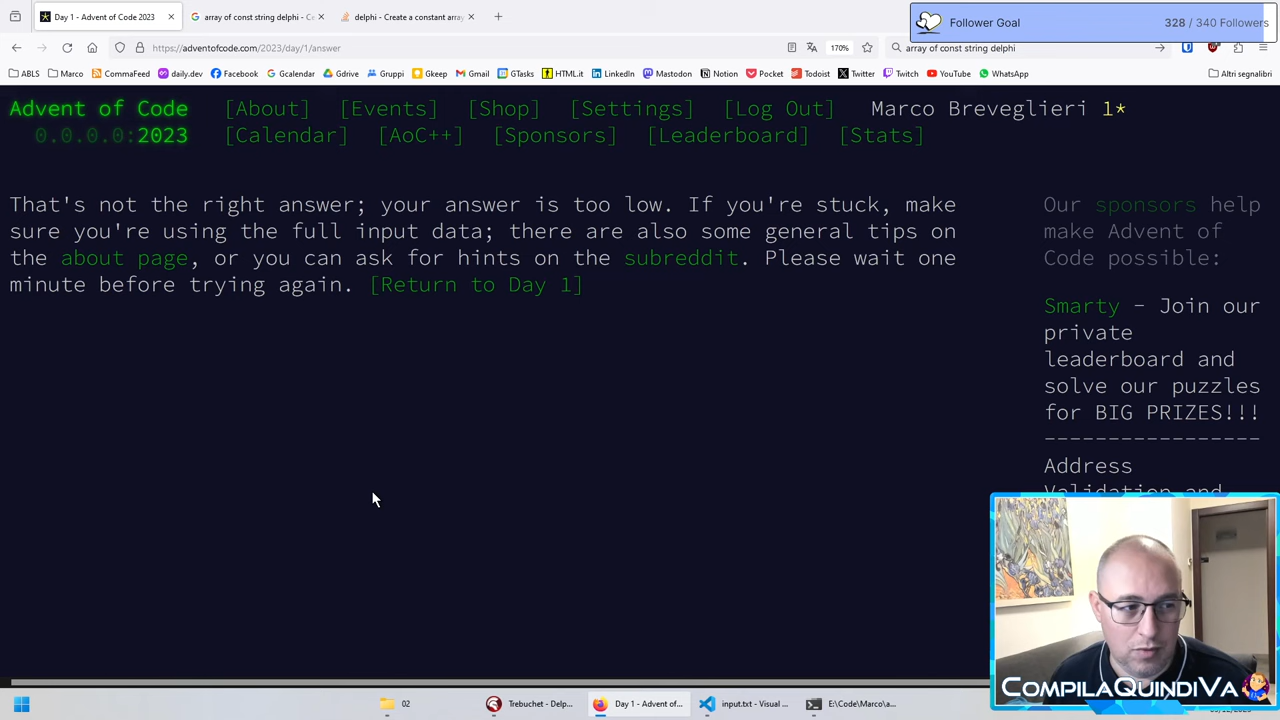 Day 1 - Advent of Code 2023
array of const string delphi - Ce
delphi - Create a constant array
Follower Goal
328 / 340 Followers
https://adventofcode.com/2023/day/1/answer
170%
array of const string delphi
ABLS
Marco
CommaFeed
daily.dev
Facebook
Gcalendar
Gdrive
Gruppi
Gkeep
Gmail
GTasks
HTML.it
LinkedIn
Mastodon
Notion
Pocket
Todoist
Twitter
Twitch
YouTube
WhatsApp
Altri segnalibri
Advent of Code [About] [Events] [Shop] [Settings] [Log Out] Marco Breveglieri 1*
0.0.0.0:2023 [Calendar] [AoC++] [Sponsors] [Leaderboard] [Stats]
That's not the right answer; your answer is too low. If you're stuck, make
sure you're using the full input data; there are also some general tips on
the about page, or you can ask for hints on the subreddit. Please wait one
minute before trying again. [Return to Day 1]
Our sponsors help
make Advent of
Code possible:
Smarty - Join our
private
leaderboard and
solve our puzzles
for BIG PRIZES!!!
-----------------
Address
Validation and
COMPILAQUINDIVA
02
Trebuchet - Delp...
Day 1 - Advent of...
input.txt - Visual ...
E:\Code\Marco\a...